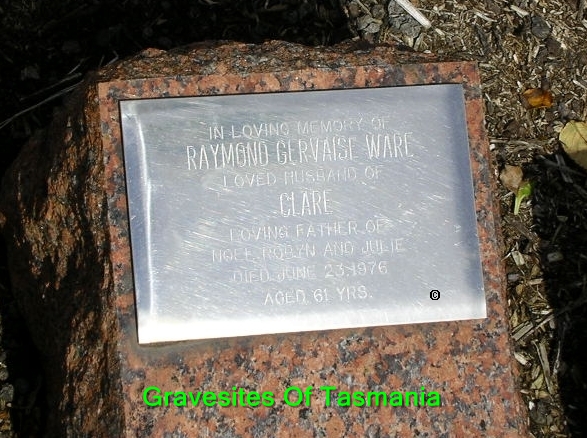 IN LOVING MEMORY OF
RAYMOND GERVAISE WARE
LOVED HUSBAND OF
CLARE
LOVING FATHER OF
NOEL, ROBYN AND JULIE
DIED JUNE 23, 1976
AGED 61 YRS.
©
Gravesites Of Tasmania